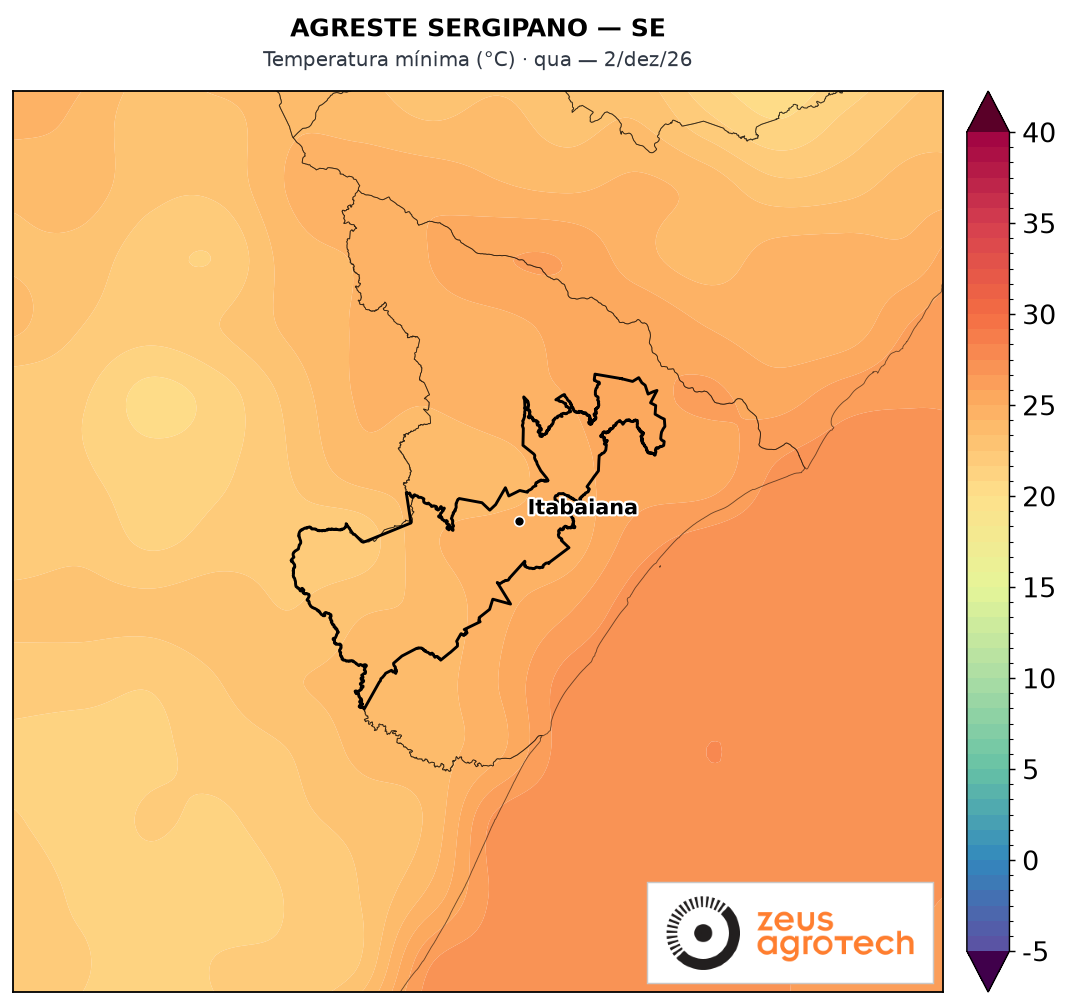 AGRESTE SERGIPANO — SE
Temperatura mínima (°C) · qua — 2/dez/26
40
35
30
25
20
15
10
5
0
-5
Itabaiana
zeus
agrotech